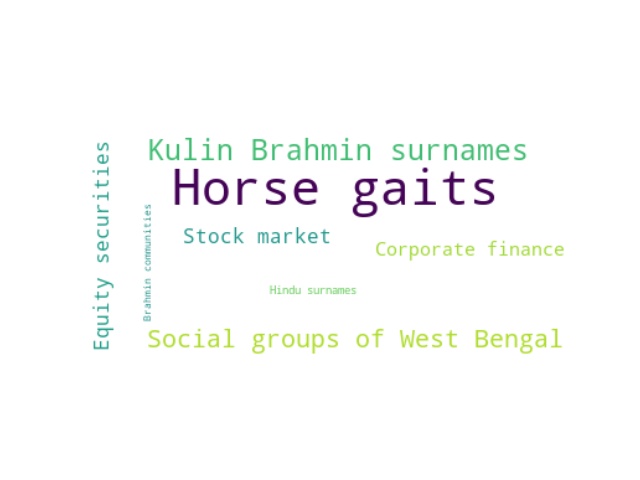 Kulin Brahmin surnames
Horse gaits
Equity securities
Brahmin communities
Stock market
Corporate finance
Hindu surnames
Social groups of West Bengal